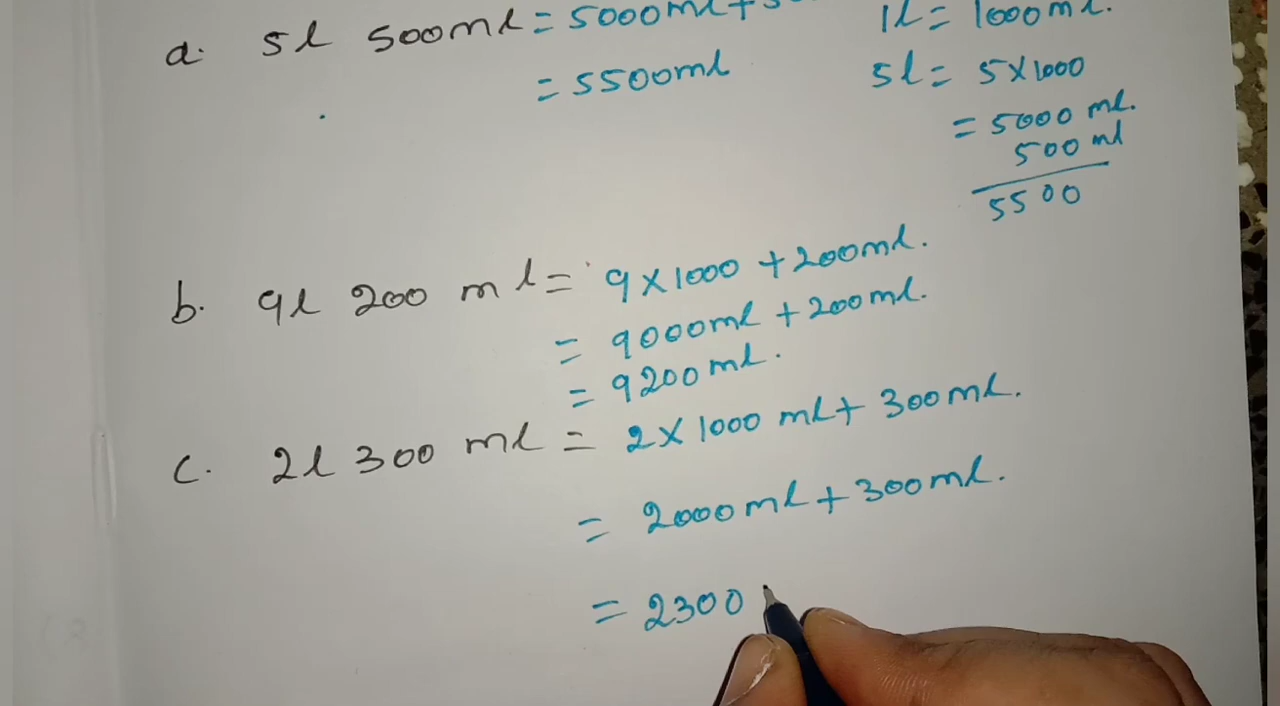 a. 5l 500ml = 5000ml +
= 5500ml
1l = 1000ml.
5l = 5x1000
= 5000 ml.
500 ml
5500
b. 9l 200 ml = 9x1000 +200ml.
= 9000ml + 200ml.
= 9200ml.
c. 2l 300 ml = 2x1000 ml+ 300ml.
= 2000ml+300ml.
= 2300